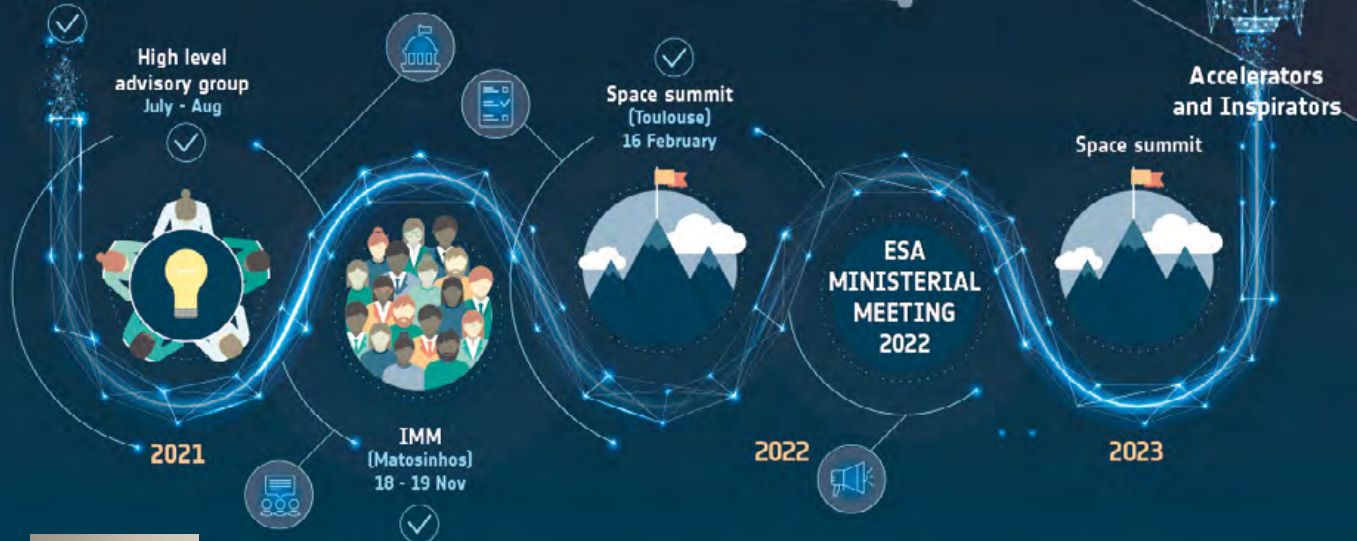 High level
advisory group
July - Aug
2021
IMM
(Matosinhos)
18 - 19 Nov
Space summit
(Toulouse)
16 February
2022
ESA
MINISTERIAL
MEETING
2022
Space summit
2023
Accelerators
and Inspirators